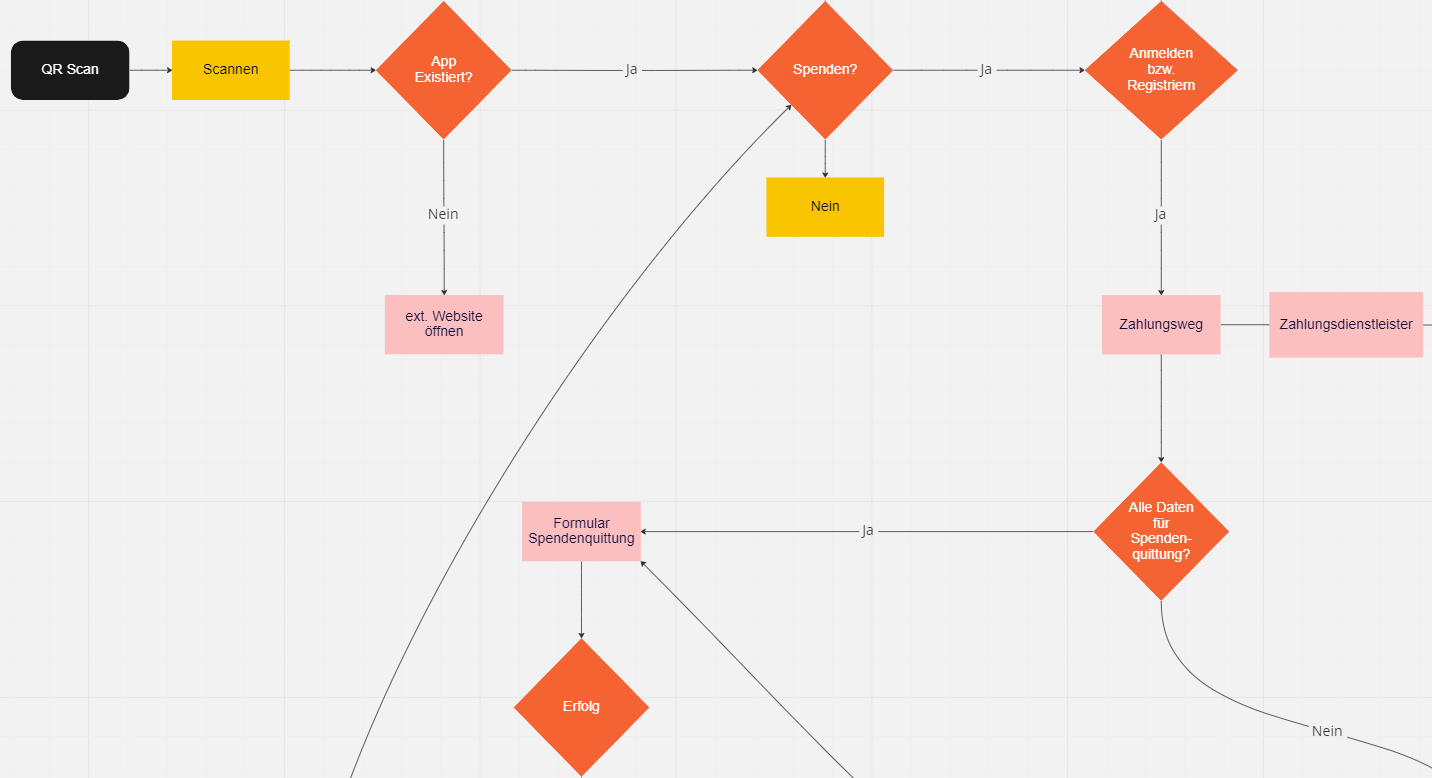 QR Scan
Scannen
App
Existiert?
Ja
Spenden?
Ja
Anmelden
bzw.
Registriern
Nein
Nein
Ja
ext. Website
öffnen
Zahlungsweg
Zahlungsdienstleister
Formular
Spendenquittung
Ja
Alle Daten
für
Spenden-
quittung?
Erfolg
Nein